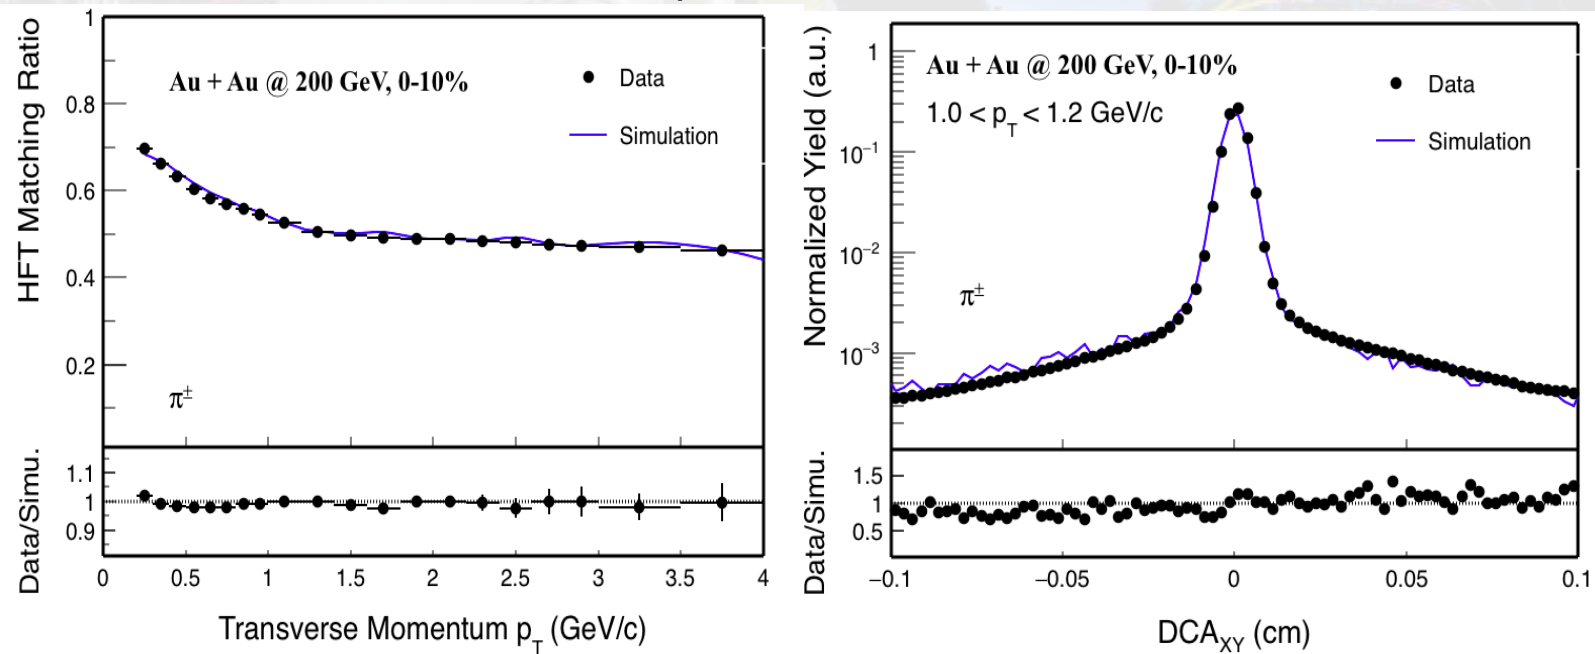 HFT Matching Ratio
1
0.8
0.6
0.4
0.2
Au + Au @ 200 GeV, 0-10%
Data
Simulation
π±
Data/Simu.
1.1
1
0.9
0
0.5
1
1.5
2
2.5
3
3.5
4
Transverse Momentum pT (GeV/c)
Normalized Yield (a.u.)
1
10−1
10−2
10−3
Au + Au @ 200 GeV, 0-10%
1.0 < pT < 1.2 GeV/c
Data
Simulation
π±
Data/Simu.
1.5
1
0.5
−0.1
−0.05
0
0.05
0.1
DCAXY (cm)